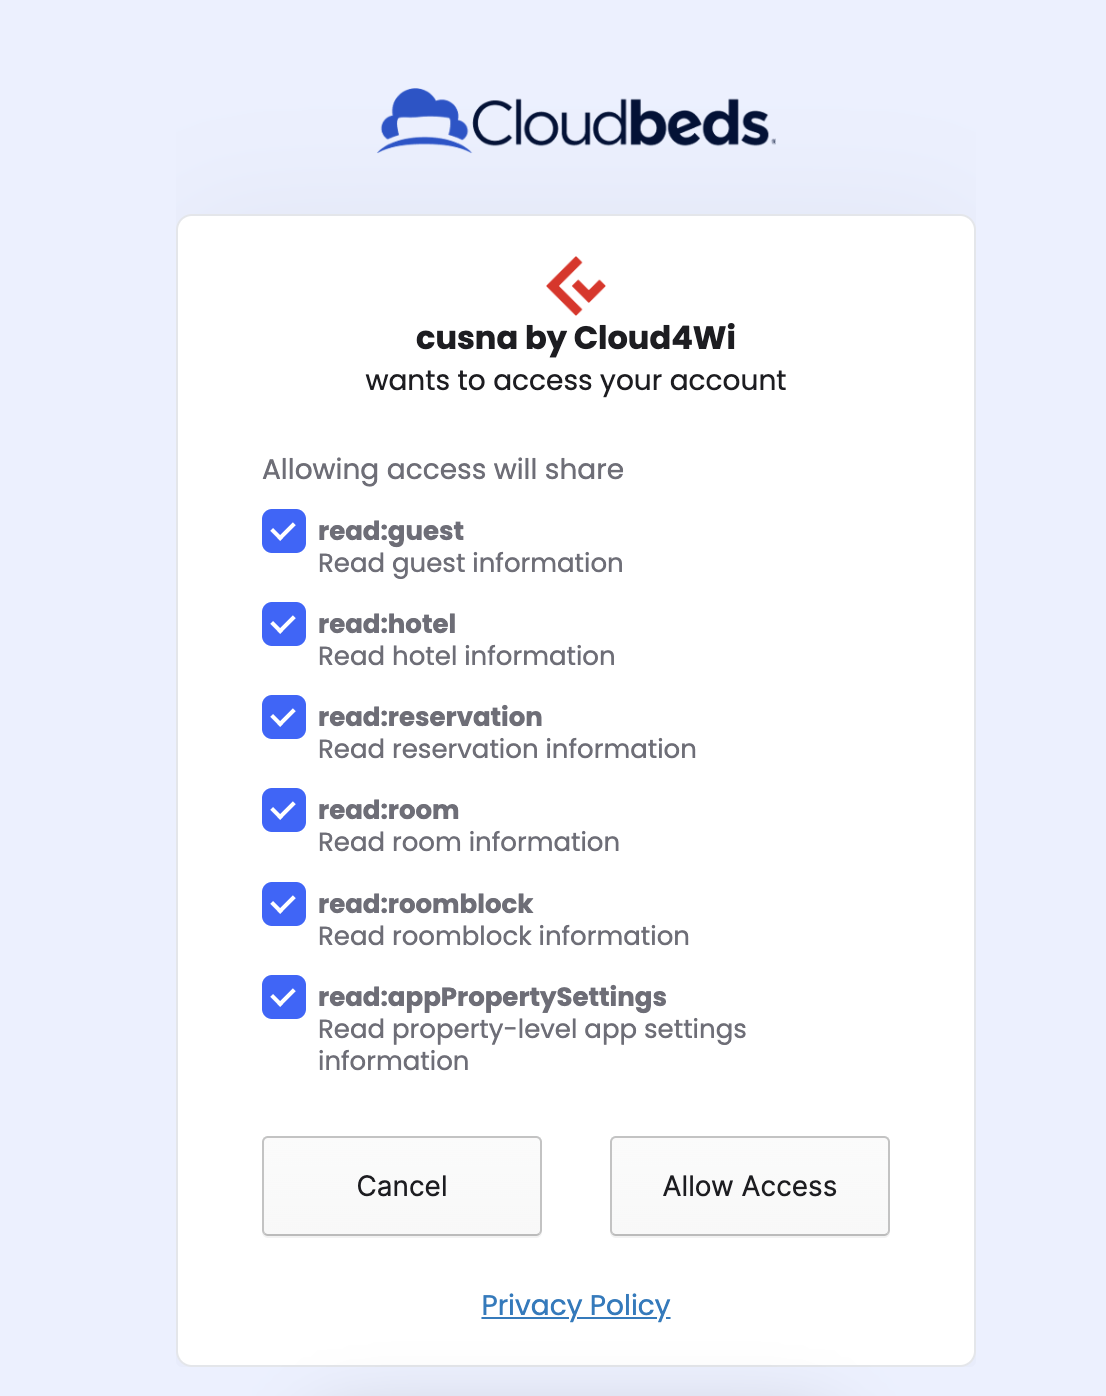 Cloudbeds
cusna by Cloud4Wi
wants to access your account
Allowing access will share
read:guest
Read guest information
read:hotel
Read hotel information
read:reservation
Read reservation information
read:room
Read room information
read:roomblock
Read roomblock information
read:appPropertySettings
Read property-level app settings
information
Cancel
Allow Access
Privacy Policy